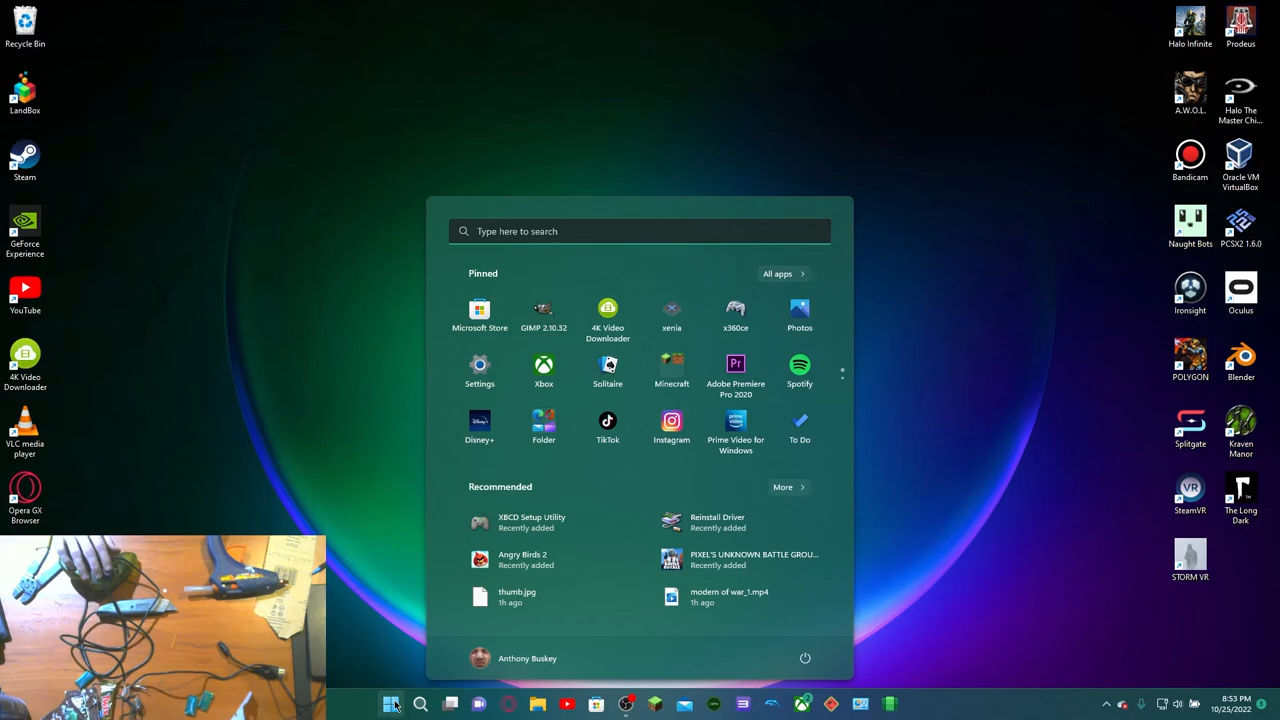 Recycle Bin
LandBox
Steam
GeForce
Experience
YouTube
4K Video
Downloader
VLC media
player
Opera GX
Browser
Type here to search
Pinned
All apps
Microsoft Store
GIMP 2.10.32
4K Video
Downloader
xenia
x360ce
Photos
Settings
Xbox
Solitaire
Minecraft
Adobe Premiere
Pro 2020
Spotify
Disney+
Folder
TikTok
Instagram
Prime Video for
Windows
To Do
Recommended
More
XBCD Setup Utility
Recently added
Reinstall Driver
Recently added
Angry Birds 2
Recently added
PIXEL'S UNKNOWN BATTLE GROU...
Recently added
thumb.jpg
1h ago
modern of war_1.mp4
1h ago
Anthony Buskey
Halo Infinite
Prodeus
A.W.O.L.
Halo The
Master Chi...
Bandicam
Oracle VM
VirtualBox
Naught Bots
PCSX2 1.6.0
Ironsight
Oculus
POLYGON
Blender
Splitgate
Kraven
Manor
SteamVR
The Long
Dark
STORM VR
8:53 PM
10/25/2022